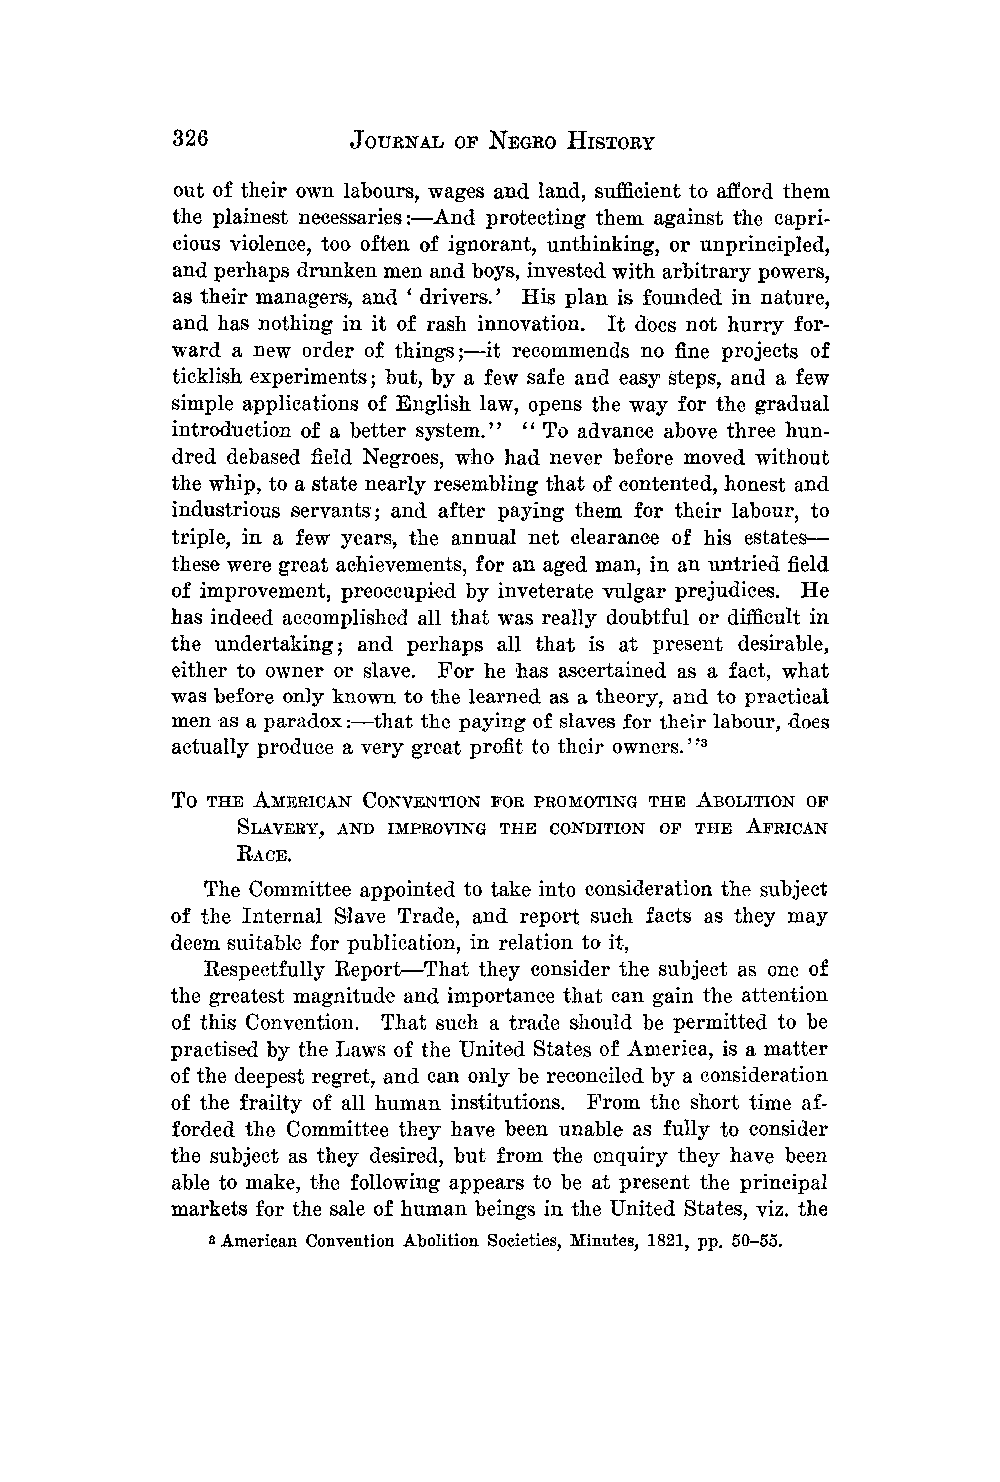 326 JOURNAL OF NEGRO HISTORY
out of their own labours, wages and land, sufficient to afford them
the plainest necessaries:—And protecting them against the capri-
cious violence, too often of ignorant, unthinking, or unprincipled,
and perhaps drunken men and boys, invested with arbitrary powers,
as their managers, and ‘ drivers.’ His plan is founded in nature,
and has nothing in it of rash innovation. It does not hurry for-
ward a new order of things;—it recommends no fine projects of
ticklish experiments; but, by a few safe and easy steps, and a few
simple applications of English law, opens the way for the gradual
introduction of a better system.” “ To advance above three hun-
dred debased field Negroes, who had never before moved without
the whip, to a state nearly resembling that of contented, honest and
industrious servants; and after paying them for their labour, to
triple, in a few years, the annual net clearance of his estates—
these were great achievements, for an aged man, in an untried field
of improvement, preoccupied by inveterate vulgar prejudices. He
has indeed accomplished all that was really doubtful or difficult in
the undertaking; and perhaps all that is at present desirable,
either to owner or slave. For he has ascertained as a fact, what
was before only known to the learned as a theory, and to practical
men as a paradox:—that the paying of slaves for their labour, does
actually produce a very great profit to their owners.”³
TO THE AMERICAN CONVENTION FOR PROMOTING THE ABOLITION OF
SLAVERY, AND IMPROVING THE CONDITION OF THE AFRICAN
RACE.
The Committee appointed to take into consideration the subject
of the Internal Slave Trade, and report such facts as they may
deem suitable for publication, in relation to it,
Respectfully Report—That they consider the subject as one of
the greatest magnitude and importance that can gain the attention
of this Convention. That such a trade should be permitted to be
practised by the Laws of the United States of America, is a matter
of the deepest regret, and can only be reconciled by a consideration
of the frailty of all human institutions. From the short time af-
forded the Committee they have been unable as fully to consider
the subject as they desired, but from the enquiry they have been
able to make, the following appears to be at present the principal
markets for the sale of human beings in the United States, viz. the
³ American Convention Abolition Societies, Minutes, 1821, pp. 50–55.